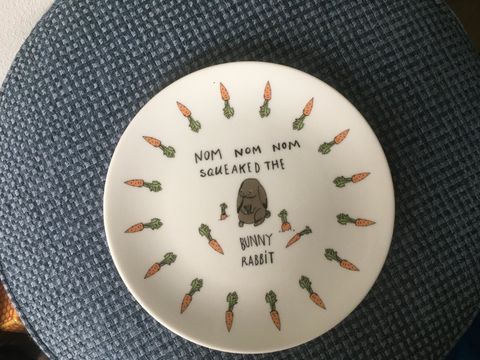 NOM NOM NOM
SQUEAKED THE
BUNNY
RABBiT